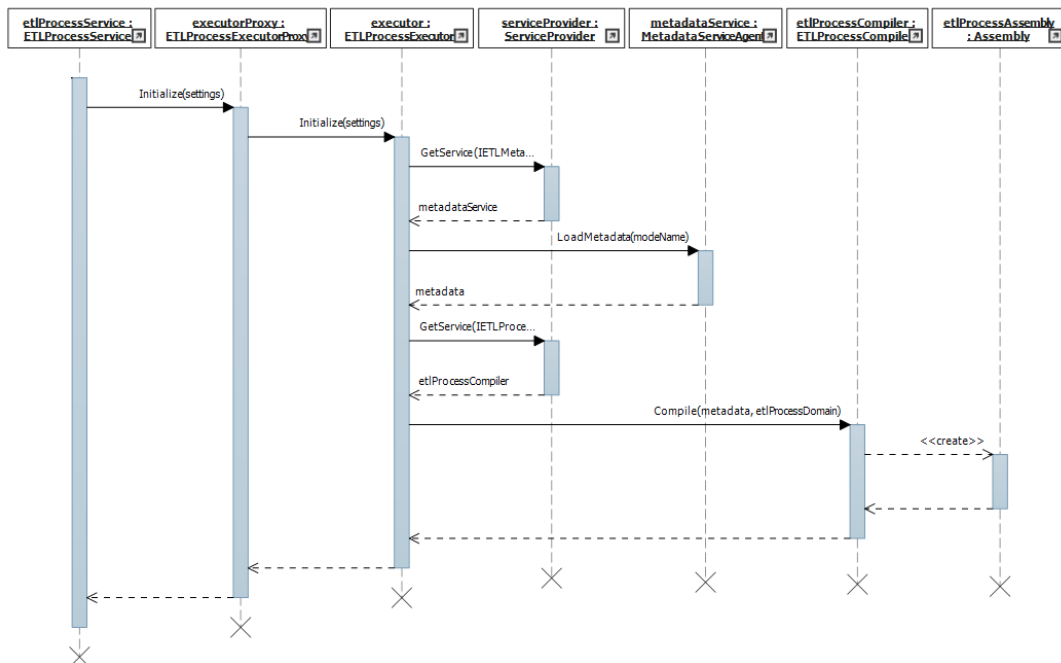 etlProcessService :
ETLProcessService
executorProxy :
ETLProcessExecutorProxy
executor :
ETLProcessExecutor
serviceProvider :
ServiceProvider
metadataService :
MetadataServiceAgent
etlProcessCompiler :
ETLProcessCompile
etlProcessAssembly
: Assembly
Initialize(settings)
Initialize(settings)
GetService(IETLMeta...
metadataService
LoadMetadata(modeName)
metadata
GetService(IETLProce...
etlProcessCompiler
Compile(metadata, etlProcessDomain)
<<create>>